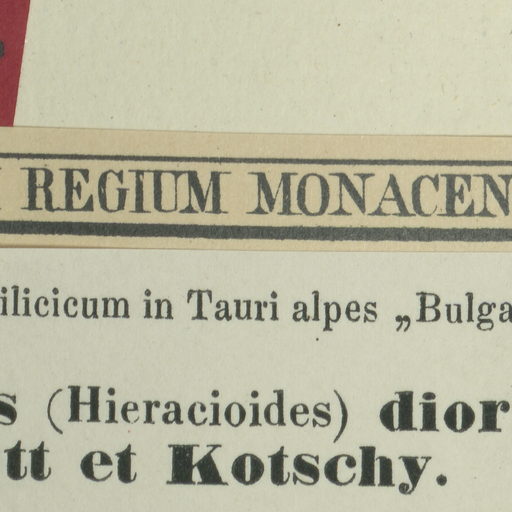 REGIUM MONACEN
ilicicum in Tauri alpes „Bulga
s (Hieracioides) dior
tt et Kotschy.